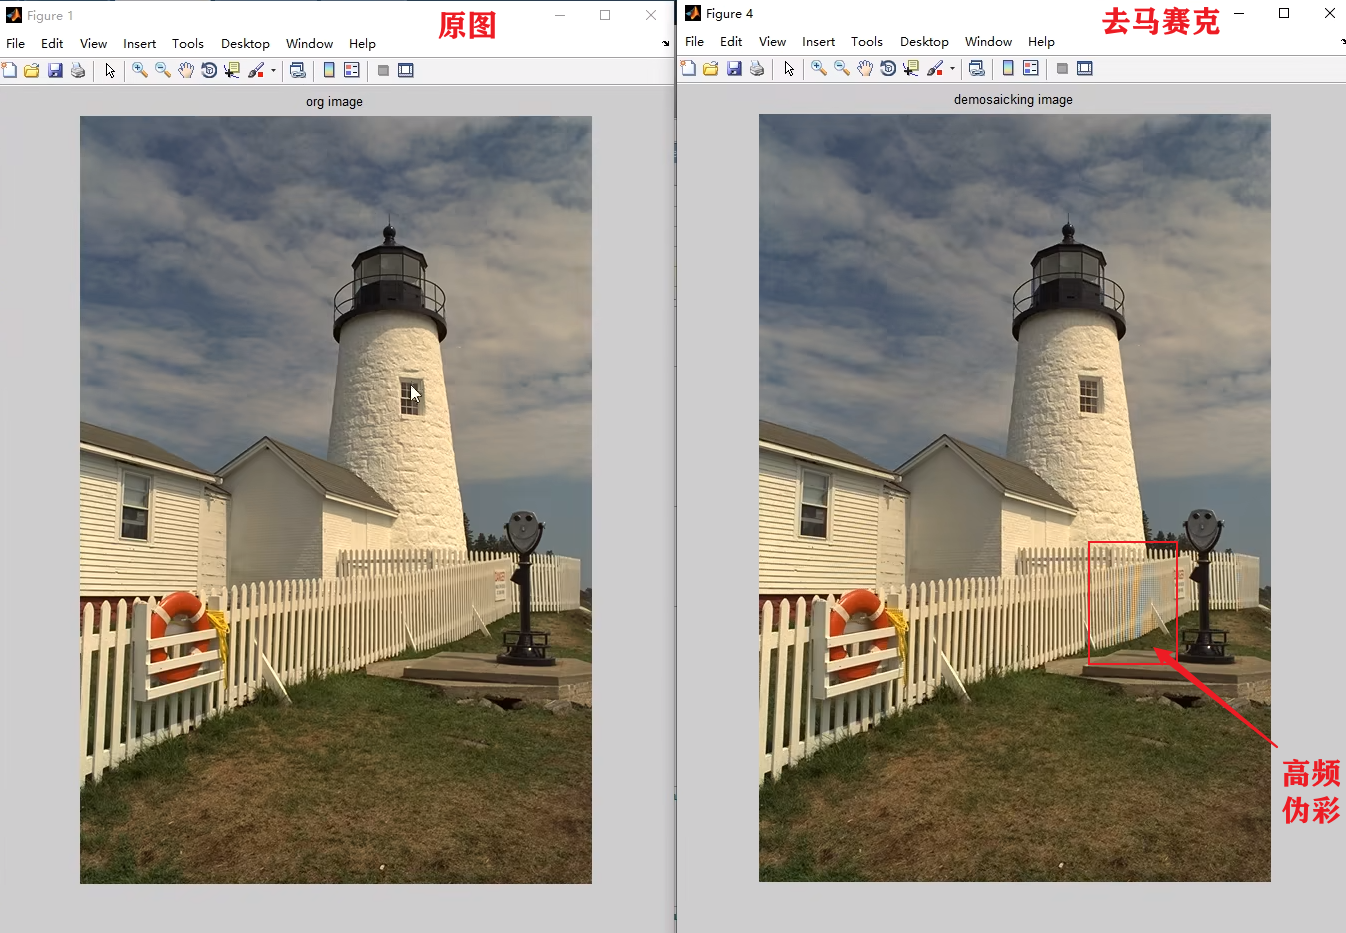 Figure 1
原图
File Edit View Insert Tools Desktop Window Help
org image
Figure 4
去马赛克
File Edit View Insert Tools Desktop Window Help
demosaicking image
高频
伪彩